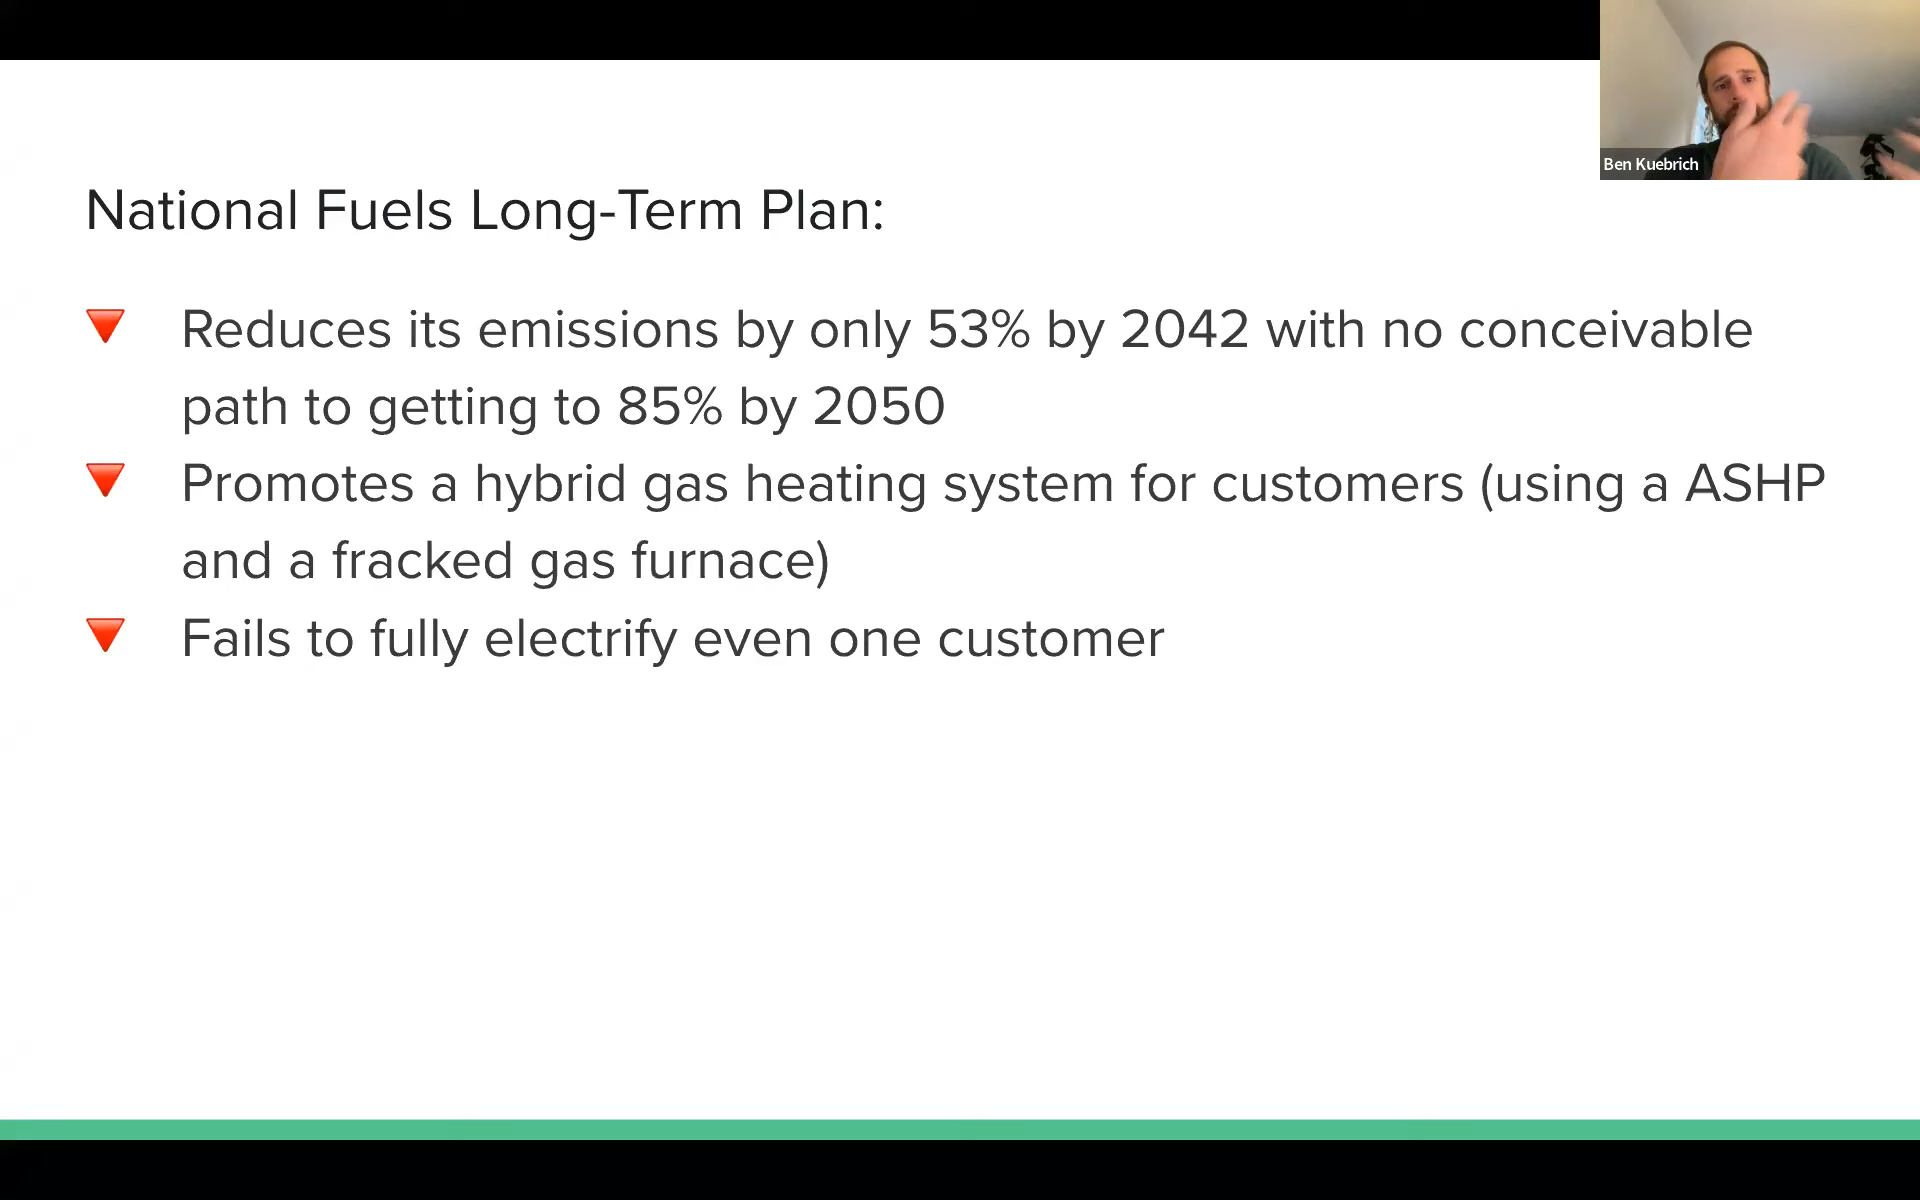 Ben Kuebrich
National Fuels Long-Term Plan:
Reduces its emissions by only 53% by 2042 with no conceivable
path to getting to 85% by 2050
Promotes a hybrid gas heating system for customers (using a ASHP
and a fracked gas furnace)
Fails to fully electrify even one customer